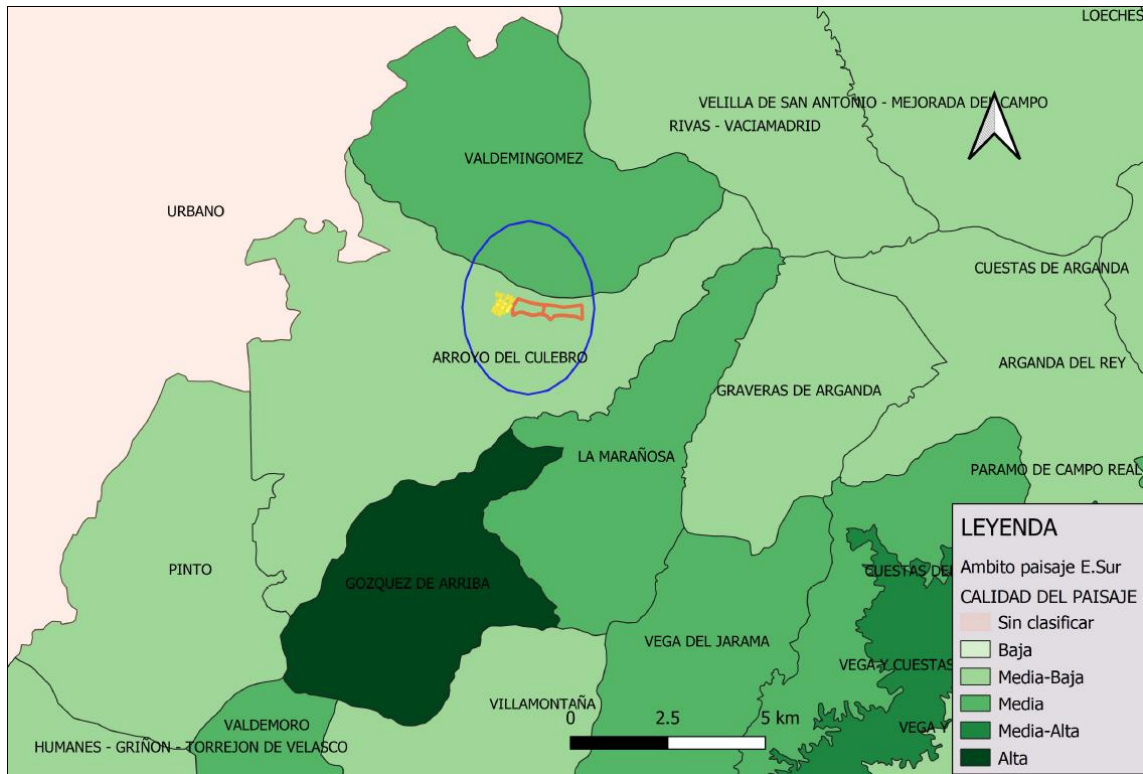 LOECHES
VELILLA DE SAN ANTONIO - MEJORADA DEL CAMPO
RIVAS - VACIAMADRID
VALDEMINGOMEZ
URBANO
CUESTAS DE ARGANDA
ARROYO DEL CULEBRO
ARGANDA DEL REY
GRAVERAS DE ARGANDA
LA MARAÑOSA
PARAMO DE CAMPO REAL
PINTO
GOZQUEZ DE ARRIBA
CUESTAS DE
VEGA DEL JARAMA
VEGA Y CUESTAS
VILLAMONTAÑA
VALDEMORO
VEGA Y
HUMANES - GRIÑON - TORREJON DE VELASCO
0 2.5 5 km
LEYENDA
Ambito paisaje E.Sur
CALIDAD DEL PAISAJE
Sin clasificar
Baja
Media-Baja
Media
Media-Alta
Alta